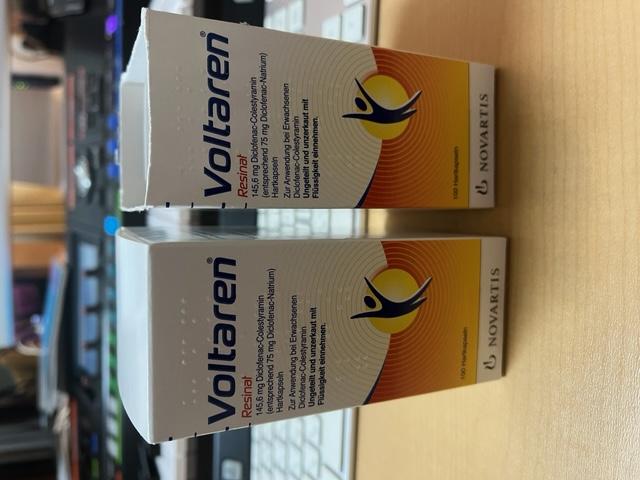 Voltaren®
Resinat
145,6 mg Diclofenac-Colestyramin
(entsprechend 75 mg Diclofenac-Natrium)
Hartkapseln
Zur Anwendung bei Erwachsenen
Diclofenac-Colestyramin
Ungeteilt und unzerkaut mit
Flüssigkeit einnehmen.
100 Hartkapseln
NOVARTIS
Voltaren®
Resinat
145,6 mg Diclofenac-Colestyramin
(entsprechend 75 mg Diclofenac-Natrium)
Hartkapseln
Zur Anwendung bei Erwachsenen
Diclofenac-Colestyramin
Ungeteilt und unzerkaut mit
Flüssigkeit einnehmen.
100 Hartkapseln
NOVARTIS